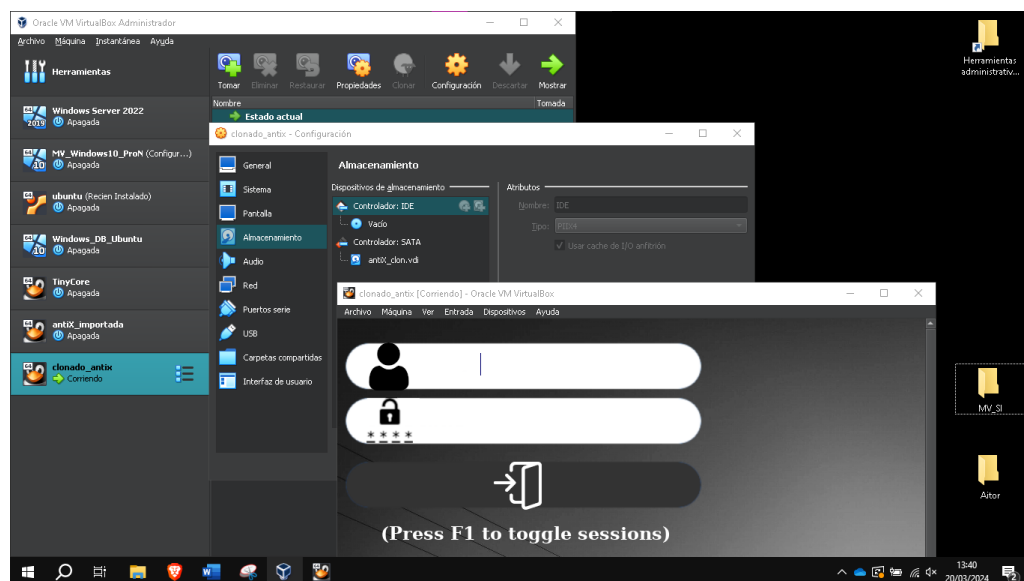 Oracle VM VirtualBox Administrador
Archivo Máquina Instantánea Ayuda
Herramientas
Tomar Eliminar Restaurar Propiedades Clonar Configuración Descartar Mostrar
Nombre Tomada
Estado actual
Windows Server 2022
Apagada
MV_Windows10_ProN (Configur...)
Apagada
ubuntu (Recien Instalado)
Apagada
Windows_DB_Ubuntu
Apagada
TinyCore
Apagada
antiX_importada
Apagada
clonado_antix
Corriendo
clonado_antix - Configuración
General
Sistema
Pantalla
Almacenamiento
Audio
Red
Puertos serie
USB
Carpetas compartidas
Interfaz de usuario
Almacenamiento
Dispositivos de almacenamiento
Controlador: IDE
Vacío
Controlador: SATA
antiX_clon.vdi
Atributos
Nombre: IDE
Tipo: PIIX4
Usar cache de I/O anfitrión
clonado_antix [Corriendo] - Oracle VM VirtualBox
Archivo Máquina Ver Entrada Dispositivos Ayuda
* * * *
(Press F1 to toggle sessions)
Herramientas
administrativ...
MV_SI
Aitor
13:40
20/03/2024